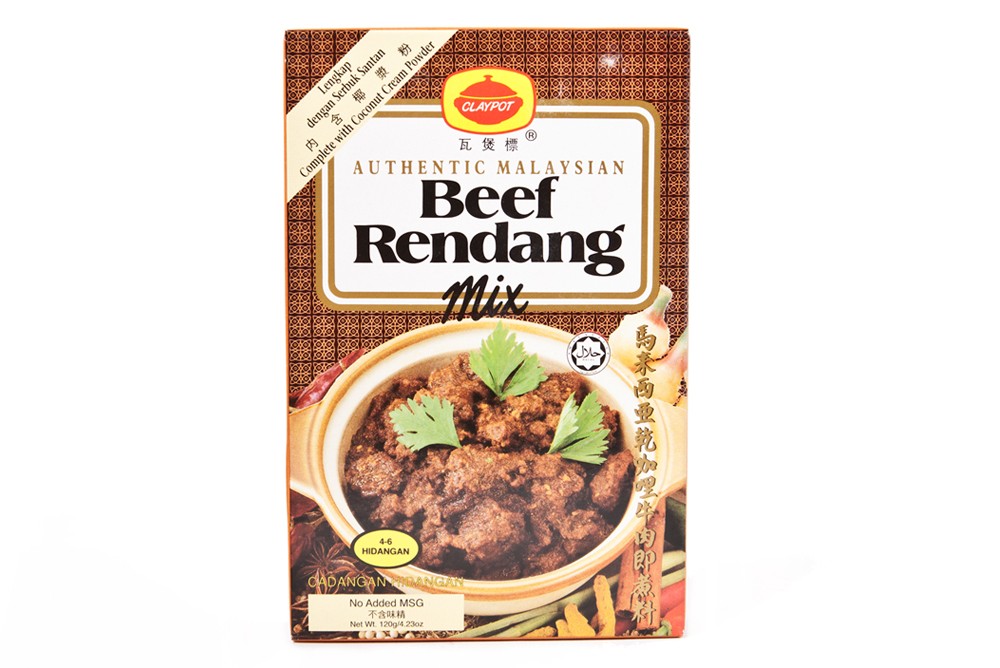 Lengkap
dengan Serbuk Santan
內含椰漿粉
Complete with Coconut Cream Powder
CLAYPOT
瓦煲標®
AUTHENTIC MALAYSIAN
Beef
Rendang
Mix
حلال
馬來西亜乾咖哩牛肉即煮料
4-6
HIDANGAN
CADANGAN HIDANGAN
No Added MSG
不含味精
Net Wt. 120g/4.23oz